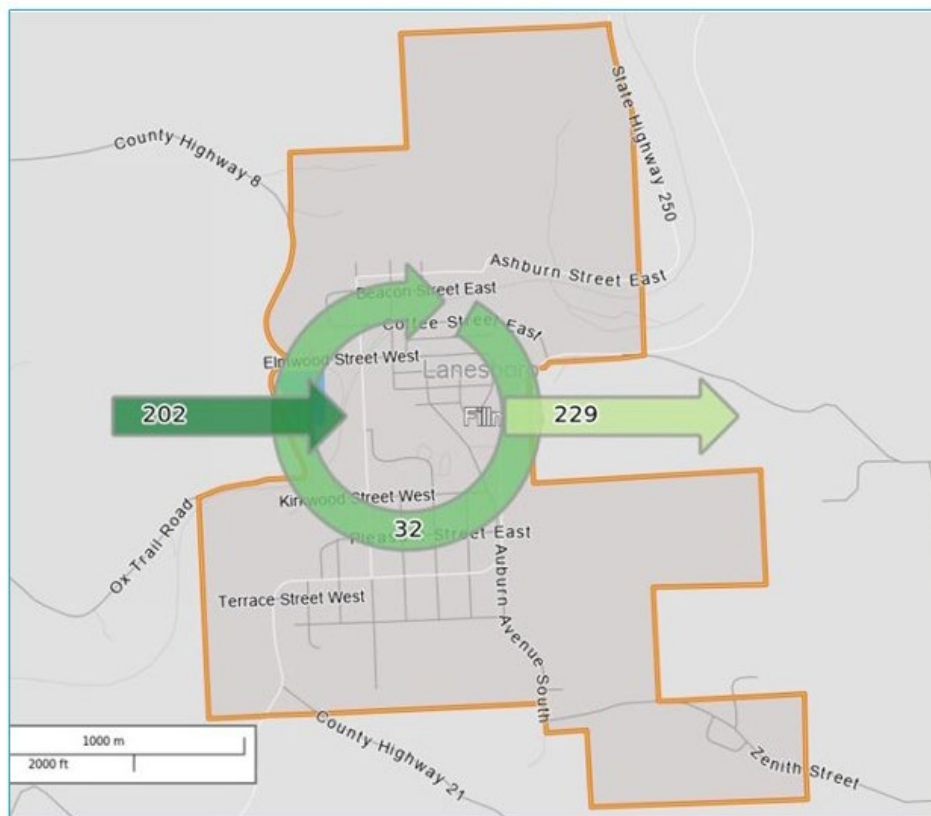 State Highway 250
County Highway 8
Ashburn Street East
Beacon Street East
Coffee Street East
Elmwood Street West
Lanesboro
202
229
Kirkwood Street West
32
Street East
Ox Trail Road
Auburn Avenue South
Terrace Street West
County Highway 21
Zenith Street
1000 m
2000 ft